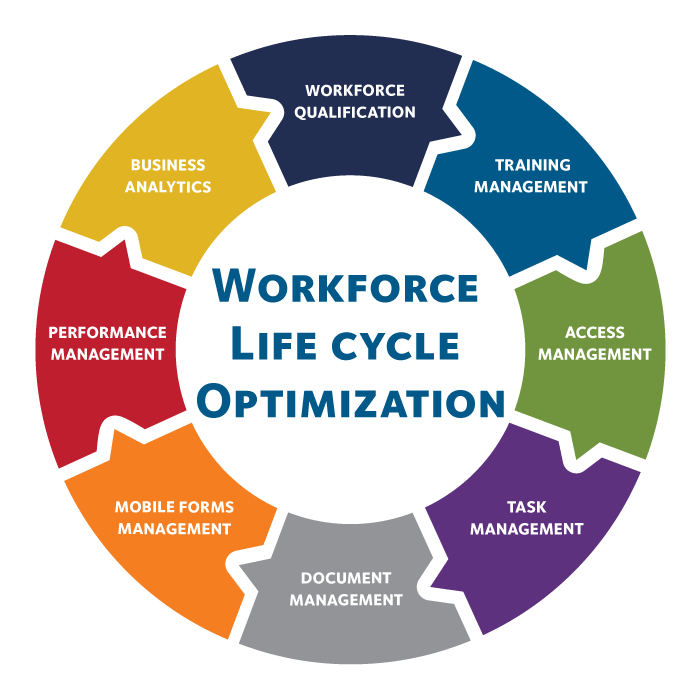 WORKFORCE
QUALIFICATION
TRAINING
MANAGEMENT
ACCESS
MANAGEMENT
TASK
MANAGEMENT
DOCUMENT
MANAGEMENT
MOBILE FORMS
MANAGEMENT
PERFORMANCE
MANAGEMENT
BUSINESS
ANALYTICS
WORKFORCE
LIFE CYCLE
OPTIMIZATION